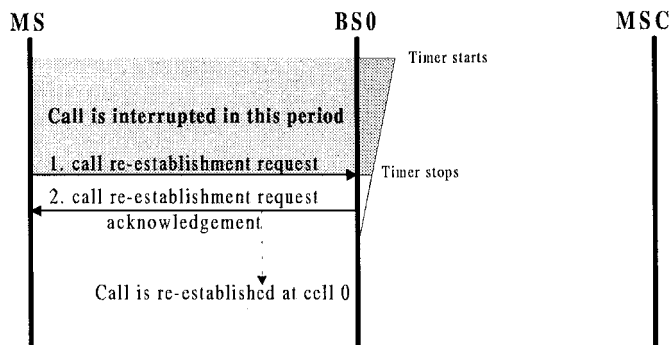 MS BS0 MSC
Timer starts
Call is interrupted in this period
1. call re-establishment request
Timer stops
2. call re-establishment request
acknowledgement
Call is re-established at cell 0